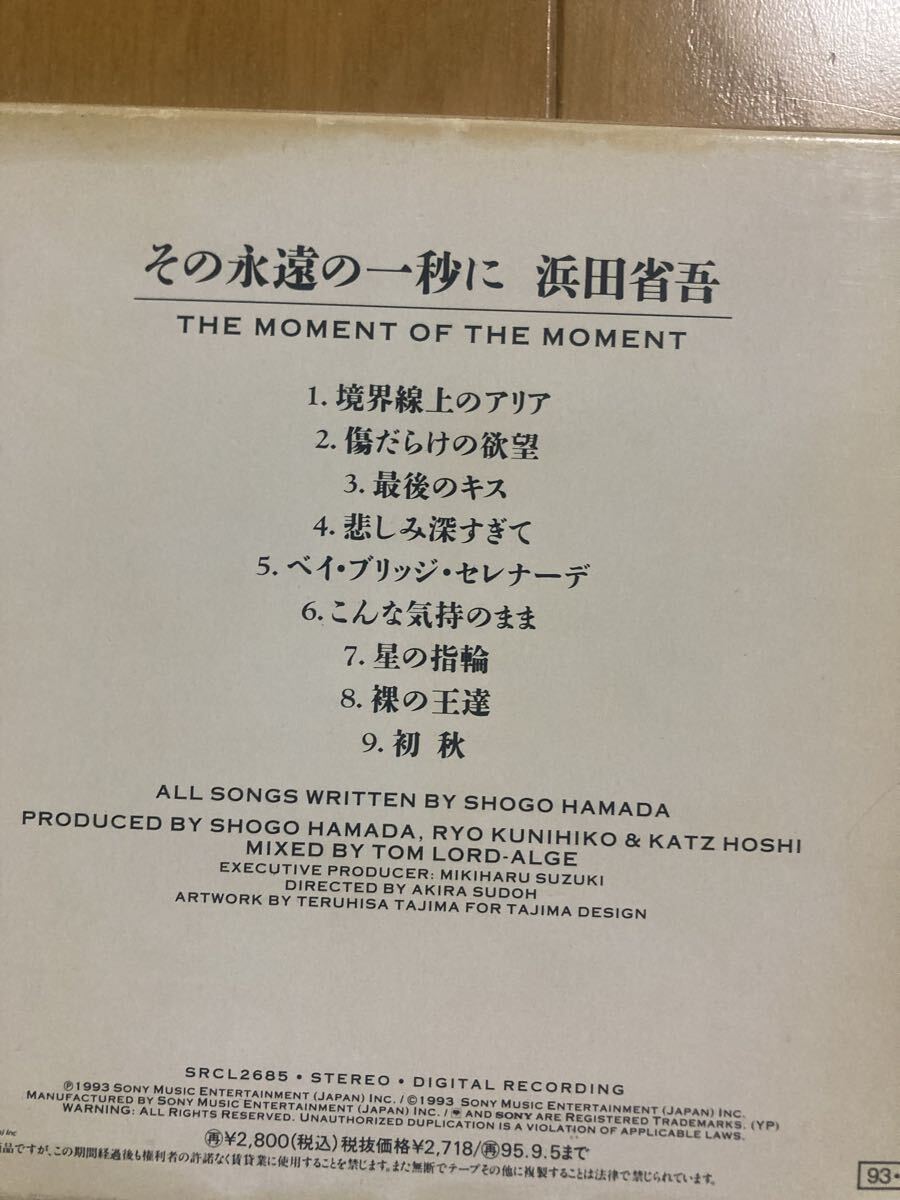 その永遠の一秒に 浜田省吾
THE MOMENT OF THE MOMENT
1. 境界線上のアリア
2. 傷だらけの欲望
3. 最後のキス
4. 悲しみ深すぎて
5. ベイ・ブリッジ・セレナーデ
6. こんな気持のまま
7. 星の指輪
8. 裸の王達
9. 初 秋
ALL SONGS WRITTEN BY SHOGO HAMADA
PRODUCED BY SHOGO HAMADA, RYO KUNIHIKO & KATZ HOSHI
MIXED BY TOM LORD-ALGE
EXECUTIVE PRODUCER: MIKIHARU SUZUKI
DIRECTED BY AKIRA SUDOH
ARTWORK BY TERUHISA TAJIMA FOR TAJIMA DESIGN
SRCL2685 • STEREO • DIGITAL RECORDING
Ⓟ1993 SONY MUSIC ENTERTAINMENT (JAPAN) INC. / ©1993 SONY MUSIC ENTERTAINMENT (JAPAN) INC.
MANUFACTURED BY SONY MUSIC ENTERTAINMENT (JAPAN) INC. / AND SONY ARE REGISTERED TRADEMARKS. (YP)
WARNING: ALL RIGHTS RESERVED. UNAUTHORIZED DUPLICATION IS A VIOLATION OF APPLICABLE LAWS.
Inc
再¥2,800(税込)税抜価格¥2,718/再95.9.5まで
品ですが、この期間経過後も権利者の許諾なく賃貸業に使用することを禁じます。また無断でテープその他に複製することは法律で禁じられています。
93•